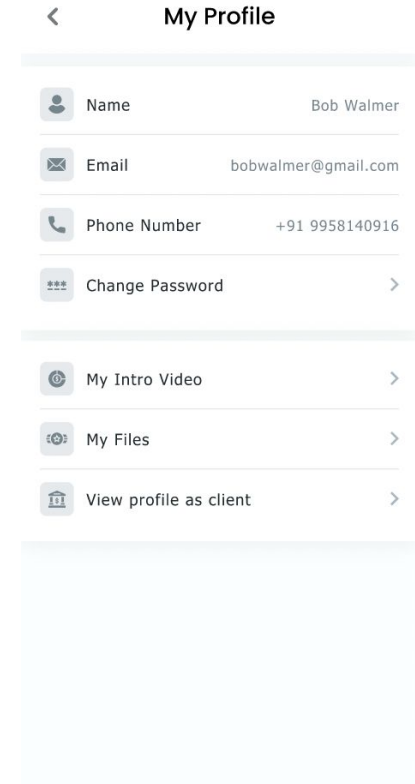 My Profile
Name Bob Walmer
Email bobwalmer@gmail.com
Phone Number +91 9958140916
*** Change Password
My Intro Video
My Files
View profile as client